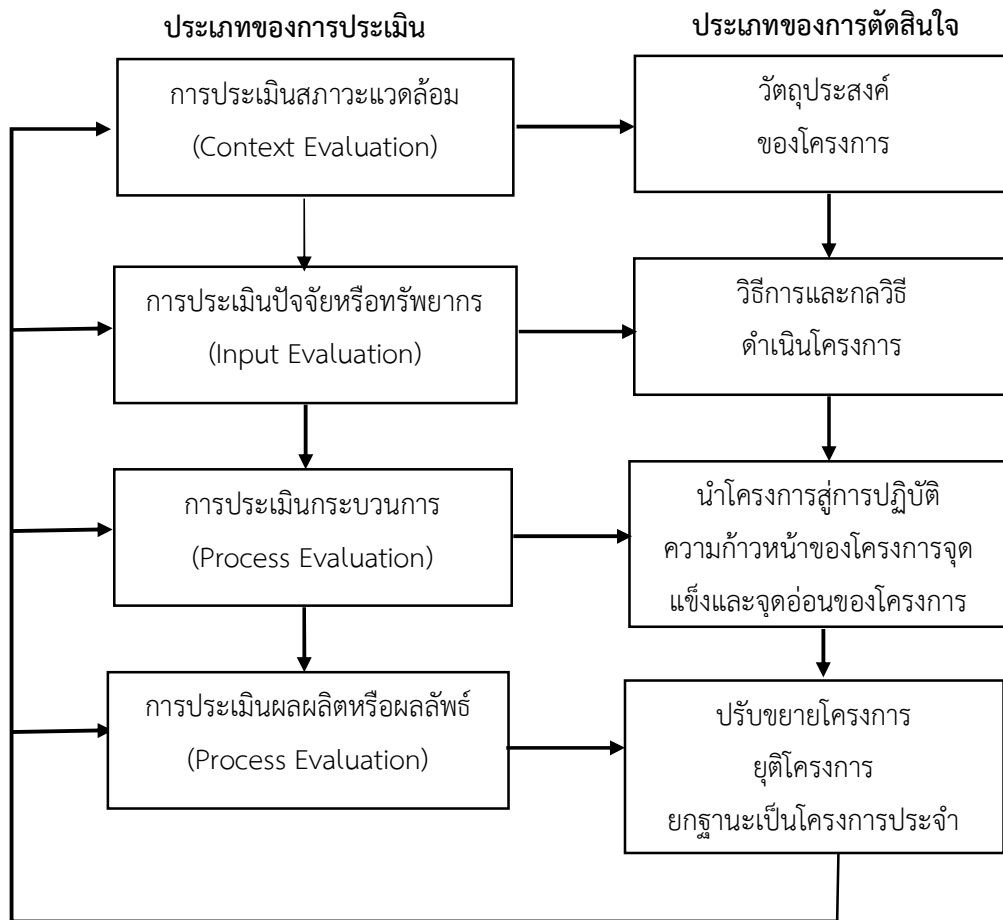 ประเภทของการประเมิน
ประเภทของการตัดสินใจ
การประเมินสภาวะแวดล้อม
(Context Evaluation)
วัตถุประสงค์
ของโครงการ
การประเมินปัจจัยหรือทรัพยากร
(Input Evaluation)
วิธีการและกลวิธี
ดำเนินโครงการ
การประเมินกระบวนการ
(Process Evaluation)
นำโครงการสู่การปฏิบัติ
ความก้าวหน้าของโครงการจุด
แข็งและจุดอ่อนของโครงการ
การประเมินผลผลิตหรือผลลัพธ์
(Process Evaluation)
ปรับขยายโครงการ
ยุติโครงการ
ยกฐานะเป็นโครงการประจำ